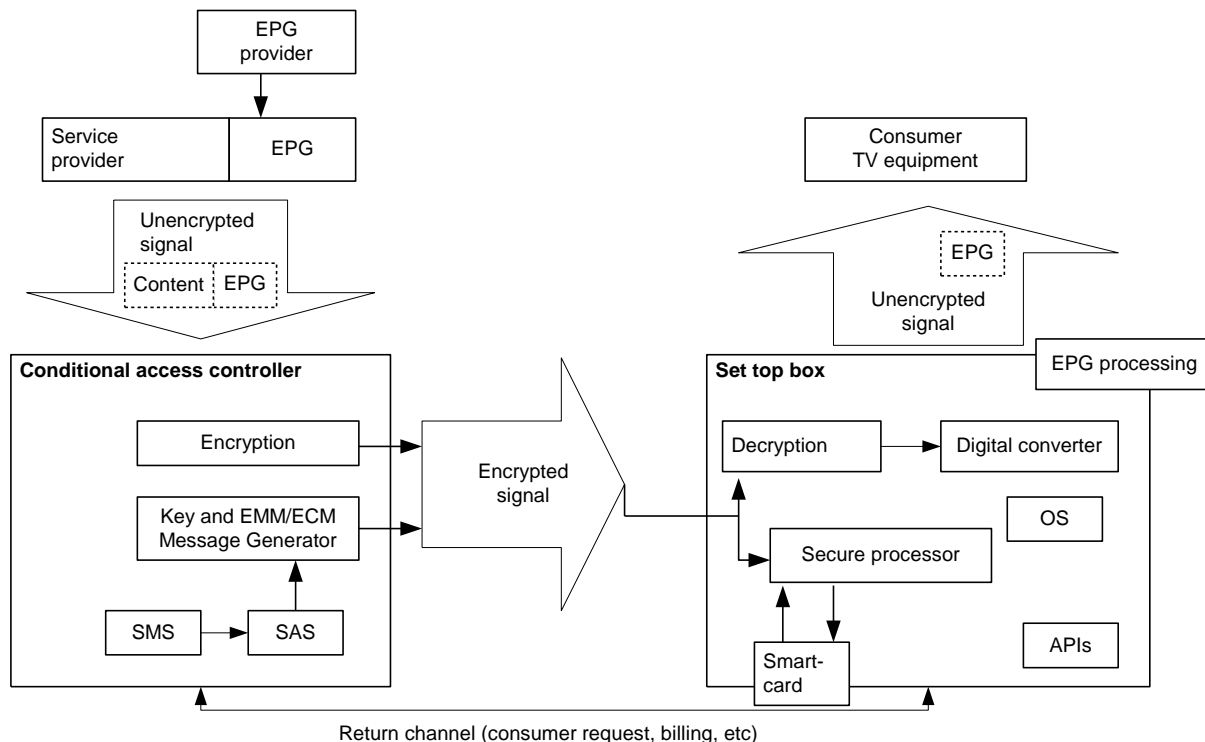 EPG
provider
Service
provider
EPG
Consumer
TV equipment
Unencrypted
signal
Content
EPG
EPG
Unencrypted
signal
Conditional access controller
Set top box
EPG processing
Encryption
Decryption
Digital converter
Encrypted
signal
Key and EMM/ECM
Message Generator
OS
Secure processor
SMS
SAS
Smart-
card
APIs
Return channel (consumer request, billing, etc)